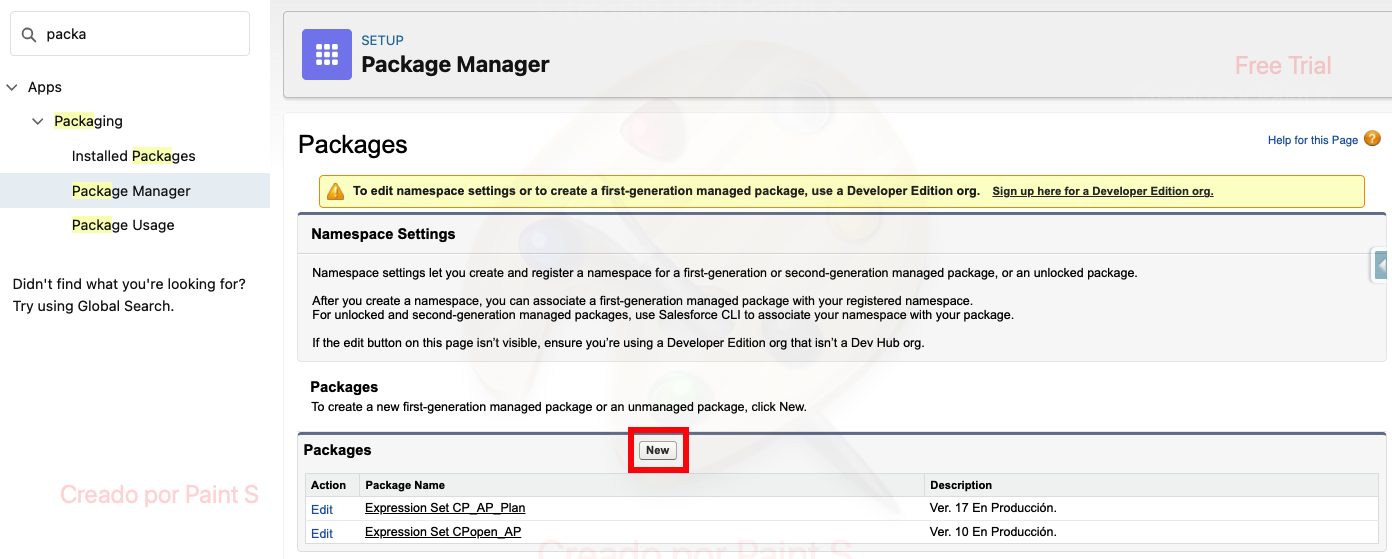 packa
Apps
Packaging
Installed Packages
Package Manager
Package Usage
Didn't find what you're looking for?
Try using Global Search.
SETUP
Package Manager
Free Trial
Packages
Help for this Page
?
To edit namespace settings or to create a first-generation managed package, use a Developer Edition org. Sign up here for a Developer Edition org.
Namespace Settings
Namespace settings let you create and register a namespace for a first-generation or second-generation managed package, or an unlocked package.
After you create a namespace, you can associate a first-generation managed package with your registered namespace.
For unlocked and second-generation managed packages, use Salesforce CLI to associate your namespace with your package.
If the edit button on this page isn't visible, ensure you're using a Developer Edition org that isn't a Dev Hub org.
Packages
To create a new first-generation managed package or an unmanaged package, click New.
Packages New
Action Package Name Description
Edit Expression Set CP_AP_Plan Ver. 17 En Producción.
Edit Expression Set CPopen_AP Ver. 10 En Producción.
Creado por Paint S
Creado por Paint S